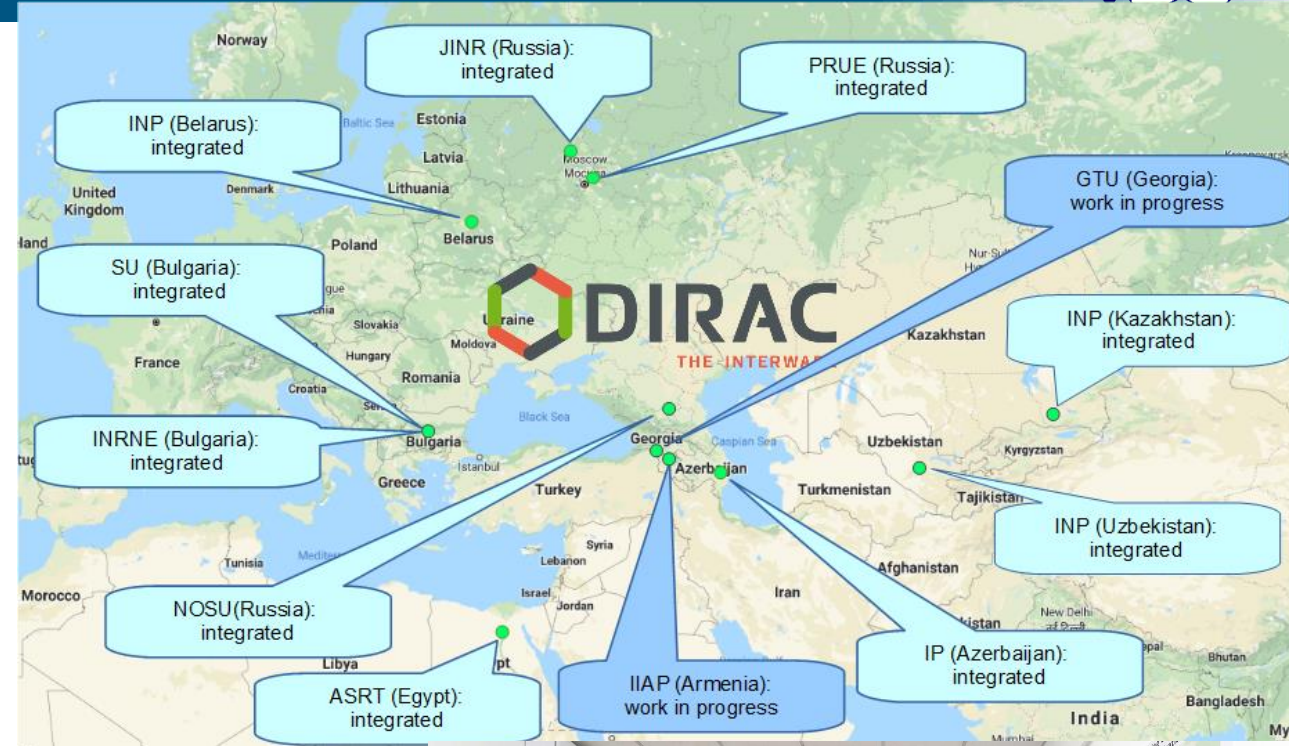 Norway
JINR (Russia):
integrated
PRUE (Russia):
integrated
INP (Belarus):
integrated
Baltic Sea
Estonia
Latvia
Moscow
Lithuania
Denmark
United
Kingdom
GTU (Georgia):
work in progress
Belarus
Poland
SU (Bulgaria):
integrated
DIRAC
THE INTERWA
Slovakia
Moldova
Hungary
France
Romania
Croatia
Kazakhstan
INP (Kazakhstan):
integrated
Black Sea
INRNE (Bulgaria):
integrated
Bulgaria
Georgia
Caspian Sea
Uzbekistan
Kyrgyzstan
Istanbul
Azerbaijan
Greece
Turkey
Turkmenistan
Tajikistan
INP (Uzbekistan):
integrated
Syria
Lebanon
Tunisia
Afghanistan
Morocco
Israel
Jordan
Iran
NOSU(Russia):
integrated
New Delhi
Libya
IP (Azerbaijan):
integrated
Bhutan
ASRT (Egypt):
integrated
IIAP (Armenia):
work in progress
Bangladesh
India
Mumbai
My